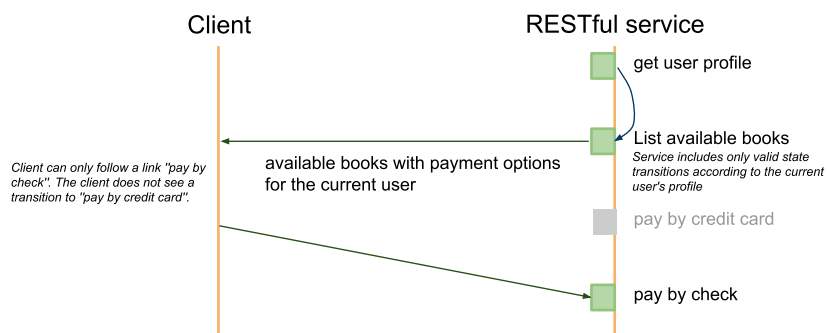 Client
RESTful service
get user profile
List available books
Service includes only valid state
transitions according to the current
user's profile
available books with payment options
for the current user
Client can only follow a link "pay by
check". The client does not see a
transition to "pay by credit card".
pay by credit card
pay by check